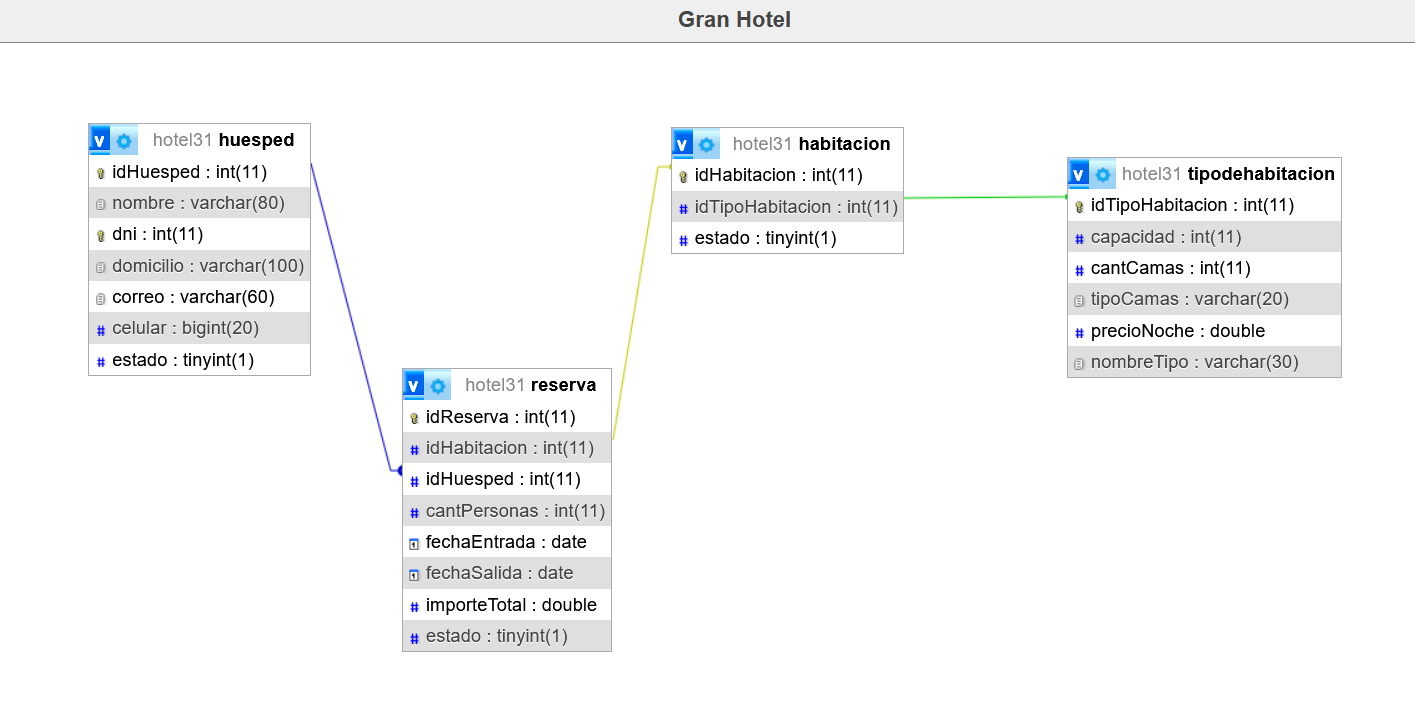 Gran Hotel
v hotel31 huesped
idHuesped : int(11)
nombre : varchar(80)
dni : int(11)
domicilio : varchar(100)
correo : varchar(60)
# celular : bigint(20)
# estado : tinyint(1)
v hotel31 reserva
idReserva : int(11)
# idHabitacion : int(11)
# idHuesped : int(11)
# cantPersonas : int(11)
fechaEntrada : date
fechaSalida : date
# importeTotal : double
# estado : tinyint(1)
v hotel31 habitacion
idHabitacion : int(11)
# idTipoHabitacion : int(11)
# estado : tinyint(1)
v hotel31 tipodehabitacion
idTipoHabitacion : int(11)
# capacidad : int(11)
# cantCamas : int(11)
tipoCamas : varchar(20)
# precioNoche : double
nombreTipo : varchar(30)